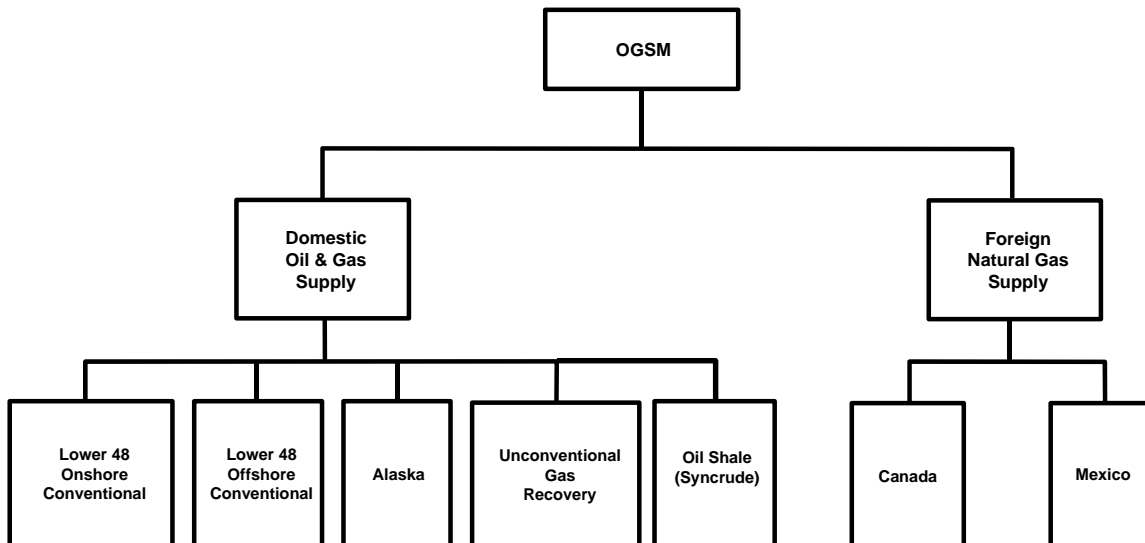 OGSM
Domestic
Oil & Gas
Supply
Foreign
Natural Gas
Supply
Lower 48
Onshore
Conventional
Lower 48
Offshore
Conventional
Alaska
Unconventional
Gas
Recovery
Oil Shale
(Syncrude)
Canada
Mexico